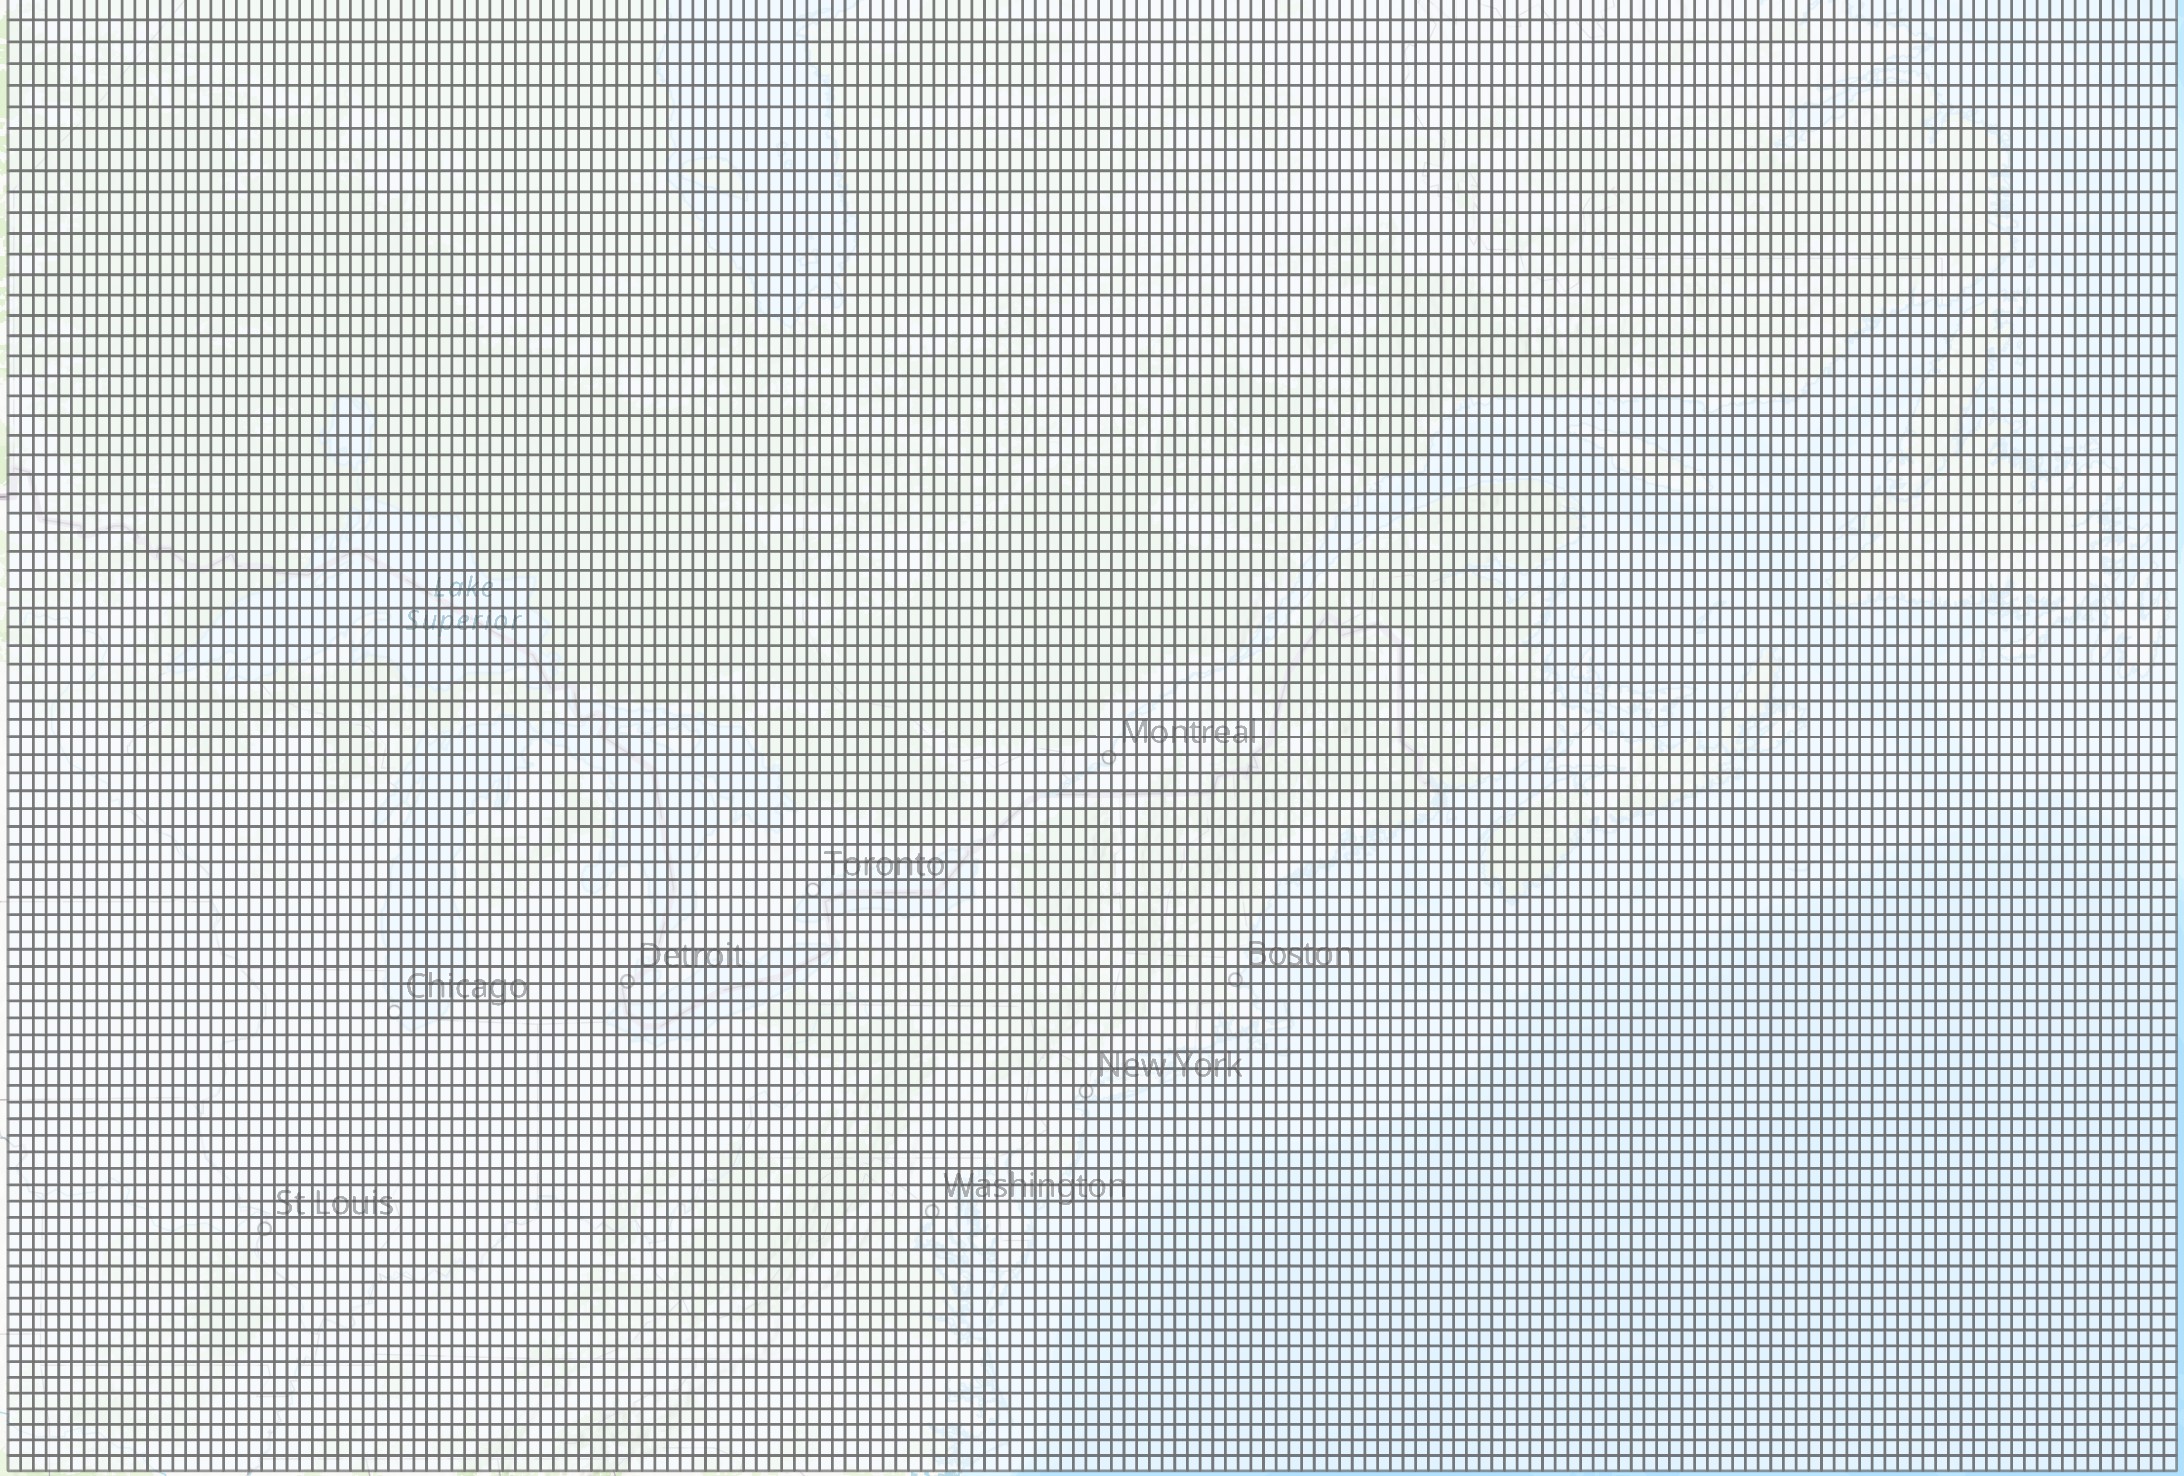 Lake
Superior
Montreal
Toronto
Detroit
Boston
Chicago
New York
Washington
St Louis